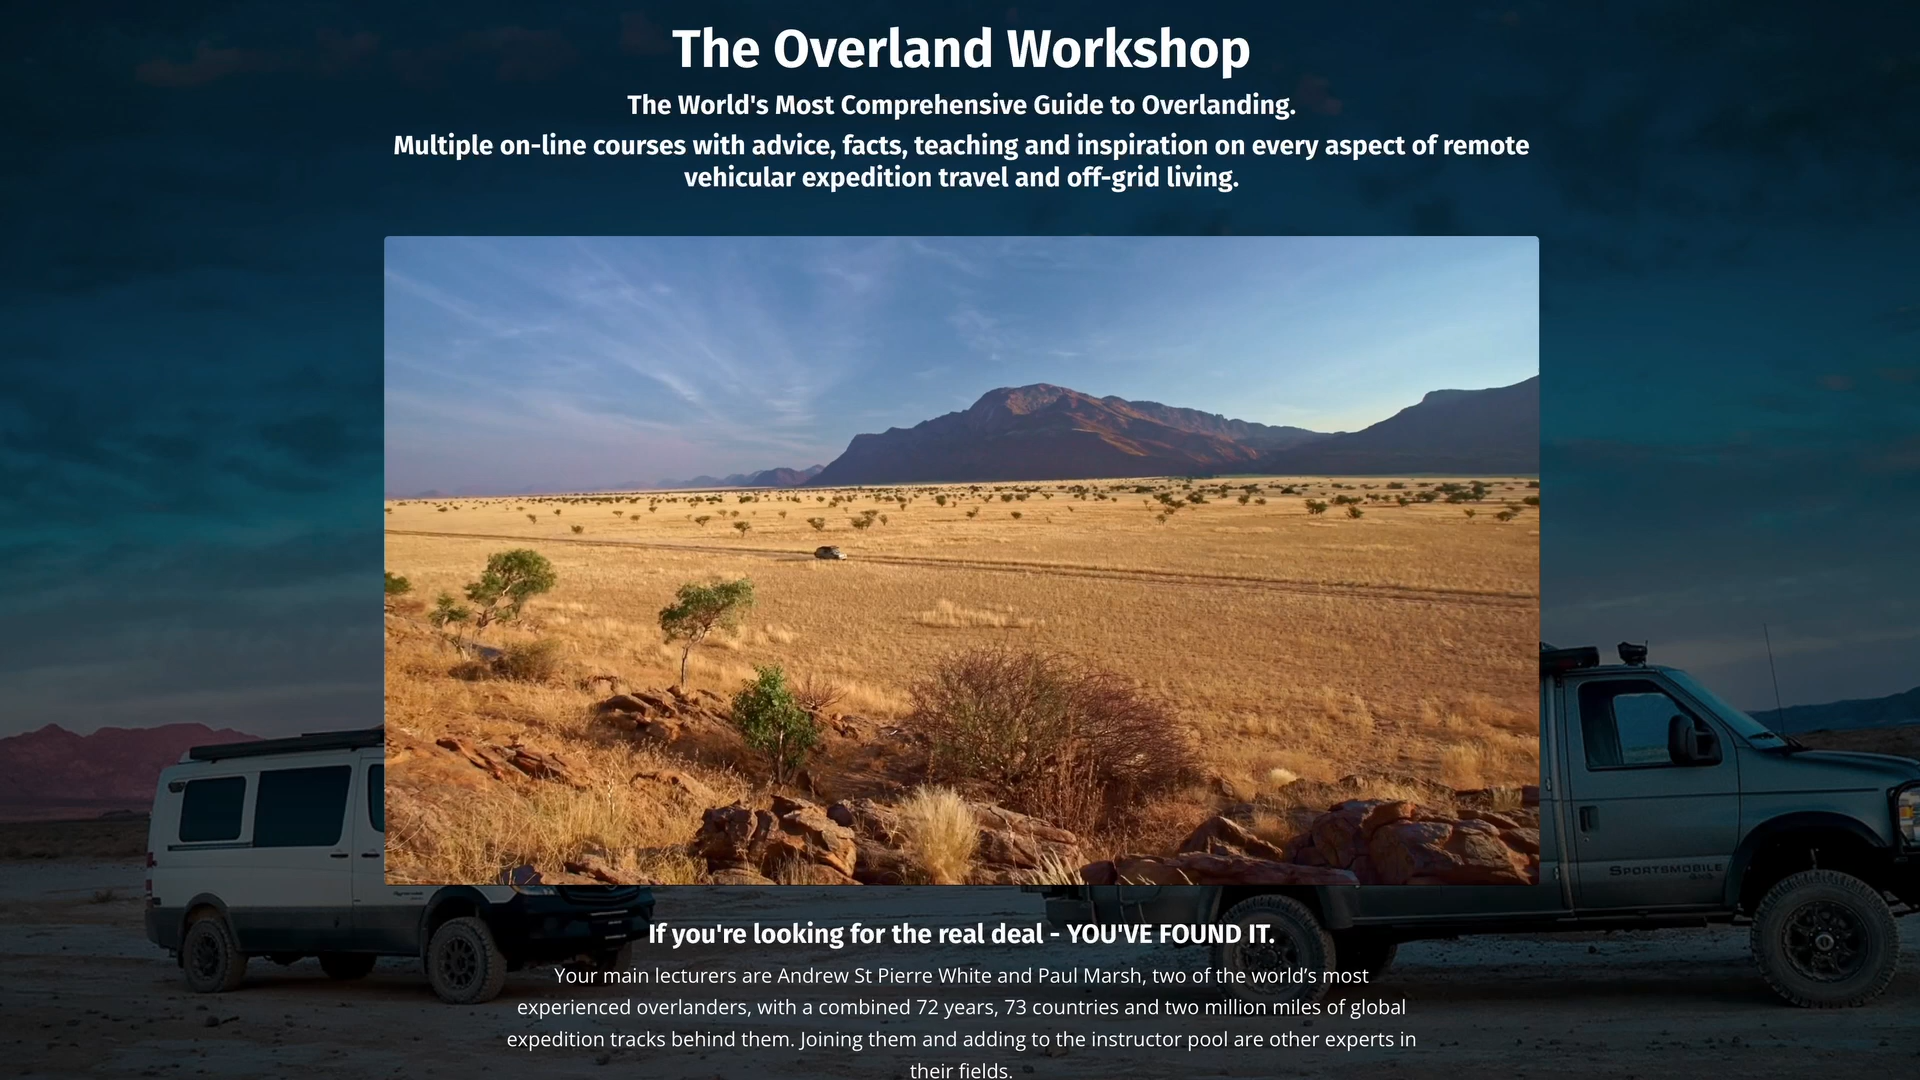 The Overland Workshop
The World's Most Comprehensive Guide to Overlanding.
Multiple on-line courses with advice, facts, teaching and inspiration on every aspect of remote
vehicular expedition travel and off-grid living.
SPORTSMOBILE
If you're looking for the real deal - YOU'VE FOUND IT.
Your main lecturers are Andrew St Pierre White and Paul Marsh, two of the world’s most
experienced overlanders, with a combined 72 years, 73 countries and two million miles of global
expedition tracks behind them. Joining them and adding to the instructor pool are other experts in
their fields.